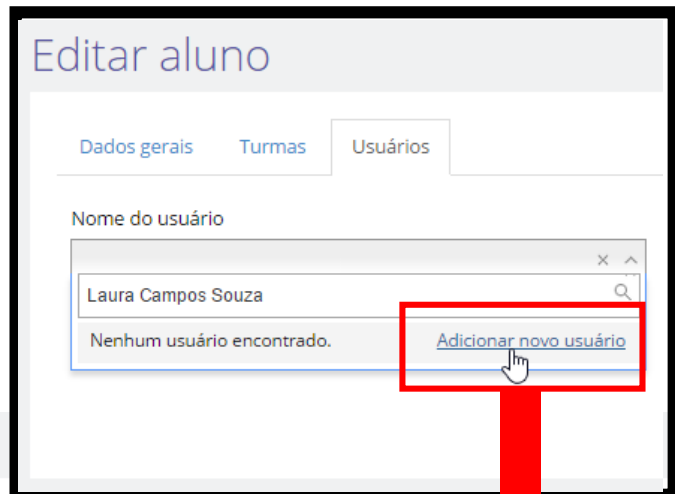 Editar aluno
Dados gerais Turmas Usuários
Nome do usuário
Laura Campos Souza
Nenhum usuário encontrado. Adicionar novo usuário